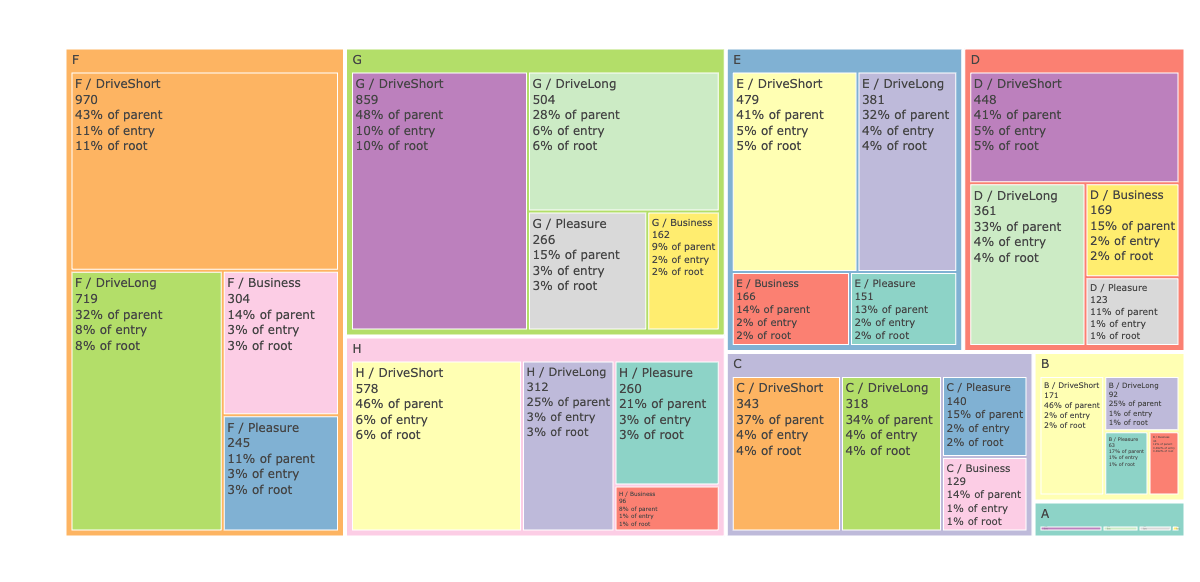 F
F / DriveShort
970
43% of parent
11% of entry
11% of root
F / DriveLong
719
32% of parent
8% of entry
8% of root
F / Business
304
14% of parent
3% of entry
3% of root
F / Pleasure
245
11% of parent
3% of entry
3% of root
G
G / DriveShort
859
48% of parent
10% of entry
10% of root
G / DriveLong
504
28% of parent
6% of entry
6% of root
G / Pleasure
266
15% of parent
3% of entry
3% of root
G / Business
162
9% of parent
2% of entry
2% of root
H
H / DriveShort
578
46% of parent
6% of entry
6% of root
H / DriveLong
312
25% of parent
3% of entry
3% of root
H / Pleasure
260
21% of parent
3% of entry
3% of root
H / Business
96
8% of parent
1% of entry
1% of root
E
E / DriveShort
479
41% of parent
5% of entry
5% of root
E / DriveLong
381
32% of parent
4% of entry
4% of root
E / Business
166
14% of parent
2% of entry
2% of root
E / Pleasure
151
13% of parent
2% of entry
2% of root
D
D / DriveShort
448
41% of parent
5% of entry
5% of root
D / DriveLong
361
33% of parent
4% of entry
4% of root
D / Business
169
15% of parent
2% of entry
2% of root
D / Pleasure
123
11% of parent
1% of entry
1% of root
C
C / DriveShort
343
37% of parent
4% of entry
4% of root
C / DriveLong
318
34% of parent
4% of entry
4% of root
C / Pleasure
140
15% of parent
2% of entry
2% of root
C / Business
129
14% of parent
1% of entry
1% of root
B
B / DriveShort
171
46% of parent
2% of entry
2% of root
B / DriveLong
92
25% of parent
1% of entry
1% of root
B / Pleasure
63
17% of parent
1% of entry
1% of root
A